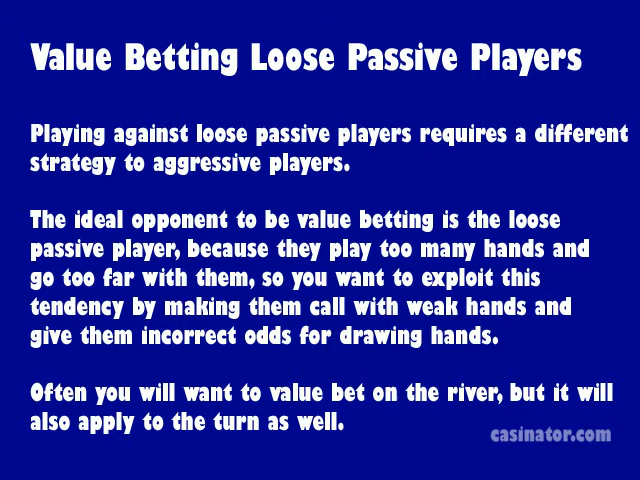 Value Betting Loose Passive Players
Playing against loose passive players requires a different
strategy to aggressive players.
The ideal opponent to be value betting is the loose
passive player, because they play too many hands and
go too far with them, so you want to exploit this
tendency by making them call with weak hands and
give them incorrect odds for drawing hands.
Often you will want to value bet on the river, but it will
also apply to the turn as well.
casinator.com